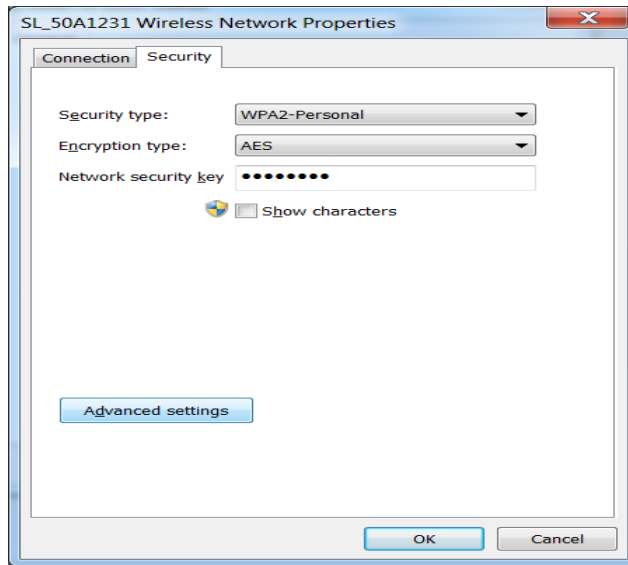 SL_50A1231 Wireless Network Properties
Connection Security
Security type: WPA2-Personal
Encryption type: AES
Network security key ●●●●●●●●
Show characters
Advanced settings
OK Cancel